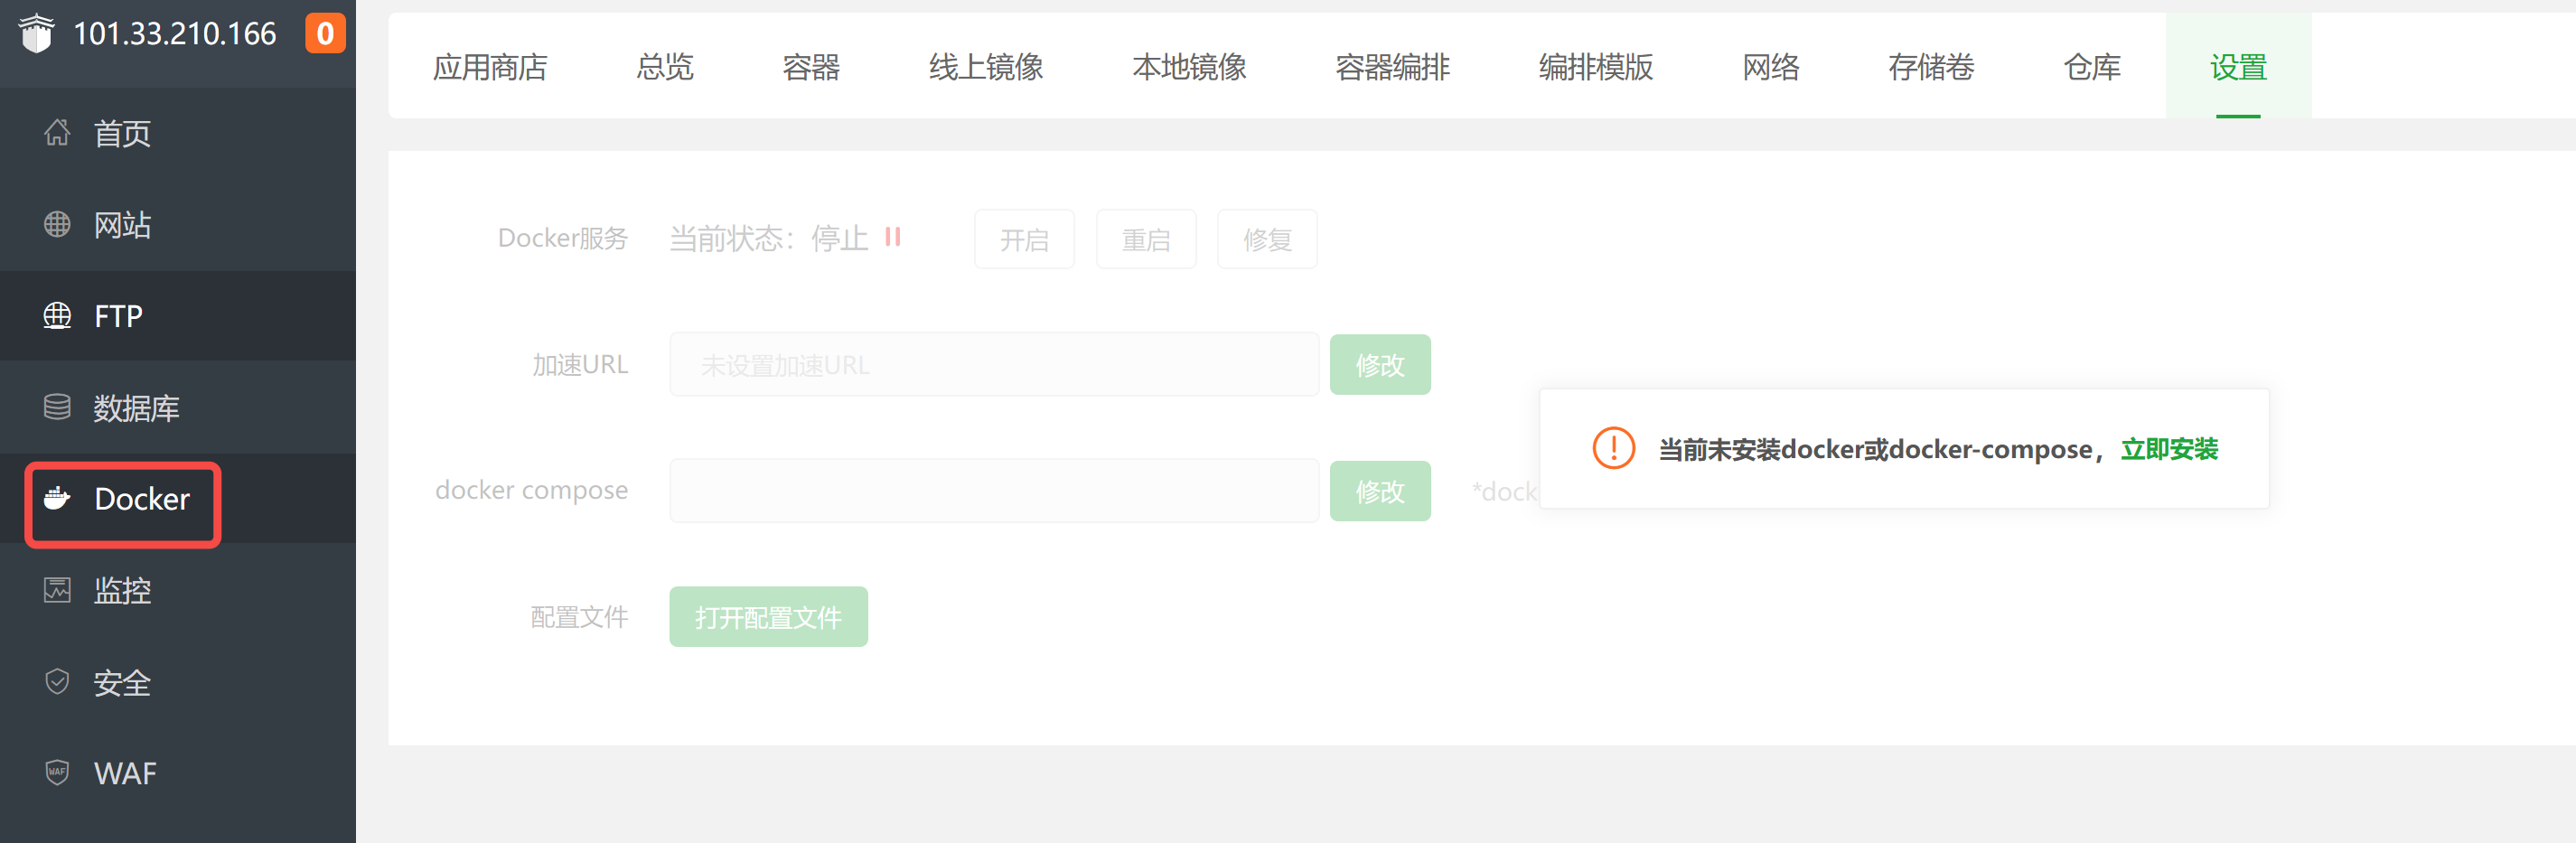 101.33.210.166 0
首页
网站
FTP
数据库
Docker
监控
安全
WAF
应用商店 总览 容器 线上镜像 本地镜像 容器编排 编排模版 网络 存储卷 仓库 设置
Docker服务 当前状态：停止 开启 重启 修复
加速URL 未设置加速URL 修改
docker compose 修改 *dock
当前未安装docker或docker-compose，立即安装
配置文件 打开配置文件